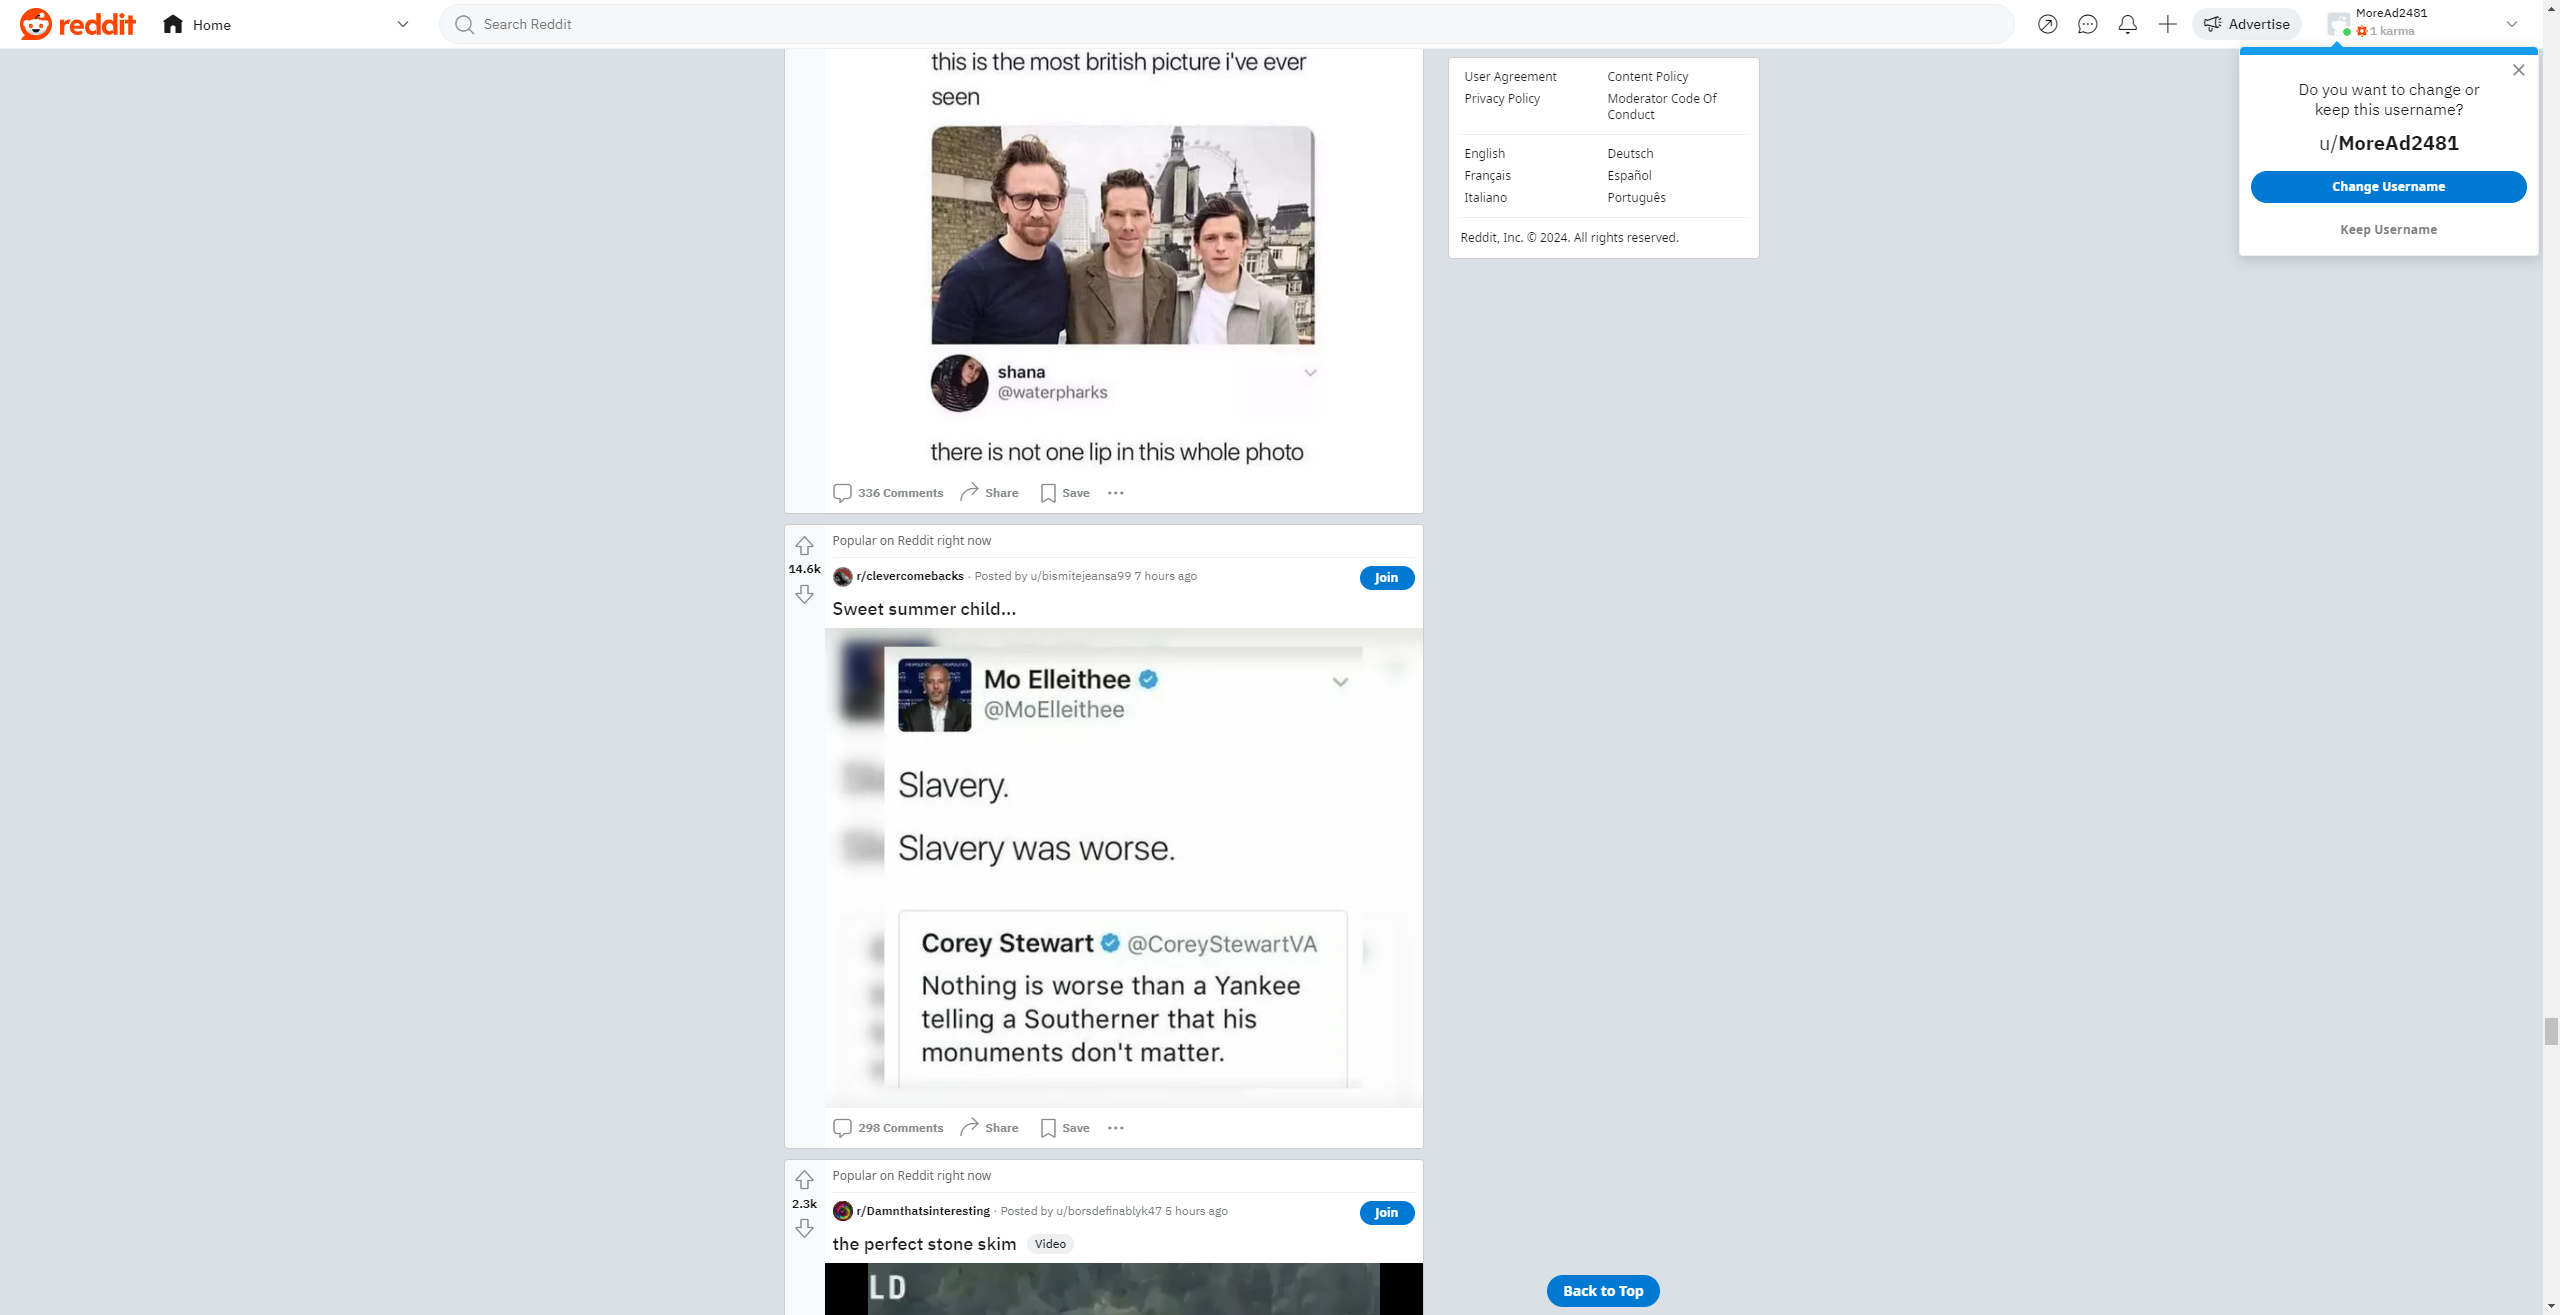 reddit
Home
Search Reddit
Advertise
MoreAd2481
1 karma
Do you want to change or
keep this username?
u/MoreAd2481
Change Username
Keep Username
User Agreement
Content Policy
Privacy Policy
Moderator Code Of
Conduct
English
Deutsch
Français
Español
Italiano
Português
Reddit, Inc. © 2024. All rights reserved.
this is the most british picture i've ever
seen
shana
@waterpharks
there is not one lip in this whole photo
336 Comments
Share
Save
14.6k
Popular on Reddit right now
r/clevercomebacks · Posted by u/bismitejeansa99 7 hours ago
Join
Sweet summer child...
Mo Elleithee
@MoElleithee
Slavery.
Slavery was worse.
Corey Stewart @CoreyStewartVA
Nothing is worse than a Yankee
telling a Southerner that his
monuments don't matter.
298 Comments
Share
Save
2.3k
Popular on Reddit right now
r/Damnthatsinteresting · Posted by u/borsdefinablyk47 5 hours ago
Join
the perfect stone skim
Video
LD
Back to Top